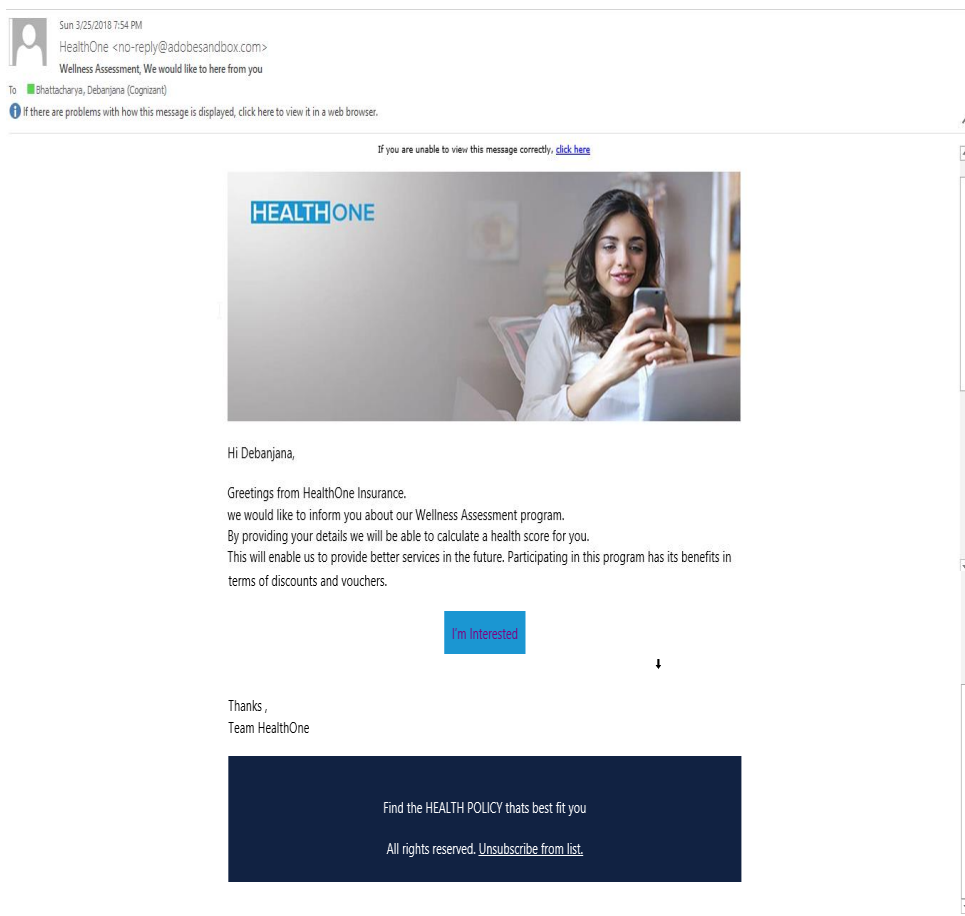 Sun 3/25/2018 7:54 PM
HealthOne <no-reply@adobesandbox.com>
Wellness Assessment, We would like to here from you
To Bhattacharya, Debanjana (Cognizant)
If there are problems with how this message is displayed, click here to view it in a web browser.
If you are unable to view this message correctly, click here
HEALTHONE
Hi Debanjana,
Greetings from HealthOne Insurance.
we would like to inform you about our Wellness Assessment program.
By providing your details we will be able to calculate a health score for you.
This will enable us to provide better services in the future. Participating in this program has its benefits in
terms of discounts and vouchers.
I'm Interested
Thanks ,
Team HealthOne
Find the HEALTH POLICY thats best fit you
All rights reserved. Unsubscribe from list.